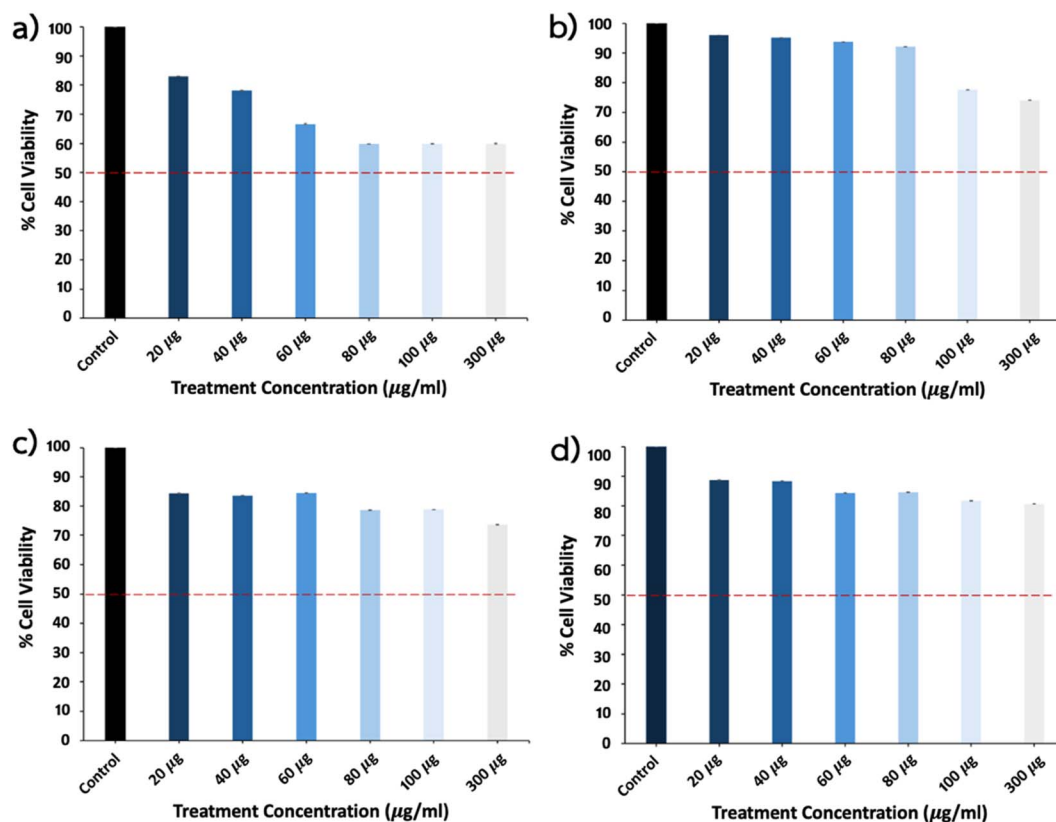 a)
% Cell Viability
100
90
80
70
60
50
40
30
20
10
0
Control
20 µg
40 µg
60 µg
80 µg
100 µg
300 µg
Treatment Concentration (µg/ml)
b)
% Cell Viability
100
90
80
70
60
50
40
30
20
10
0
Control
20 µg
40 µg
60 µg
80 µg
100 µg
300 µg
Treatment Concentration (µg/ml)
c)
% Cell Viability
100
90
80
70
60
50
40
30
20
10
0
Control
20 µg
40 µg
60 µg
80 µg
100 µg
300 µg
Treatment Concentration (µg/ml)
d)
% Cell Viability
100
90
80
70
60
50
40
30
20
10
0
Control
20 µg
40 µg
60 µg
80 µg
100 µg
300 µg
Treatment Concentration (µg/ml)